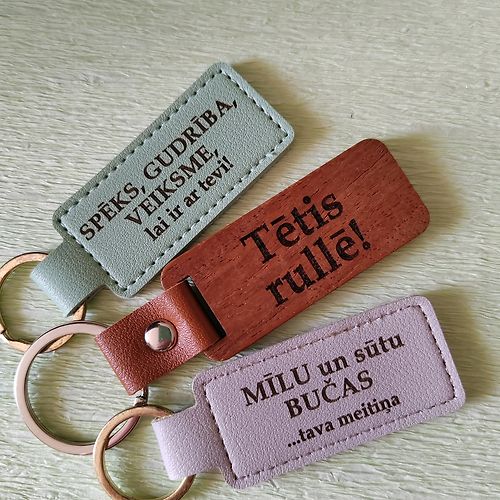 SPĒKS, GUDRĪBA,
VEIKSME,
lai ir ar tevi!
Tētis
rullē!
MĪLU un sūtu
BUČAS
...tava meitiņa